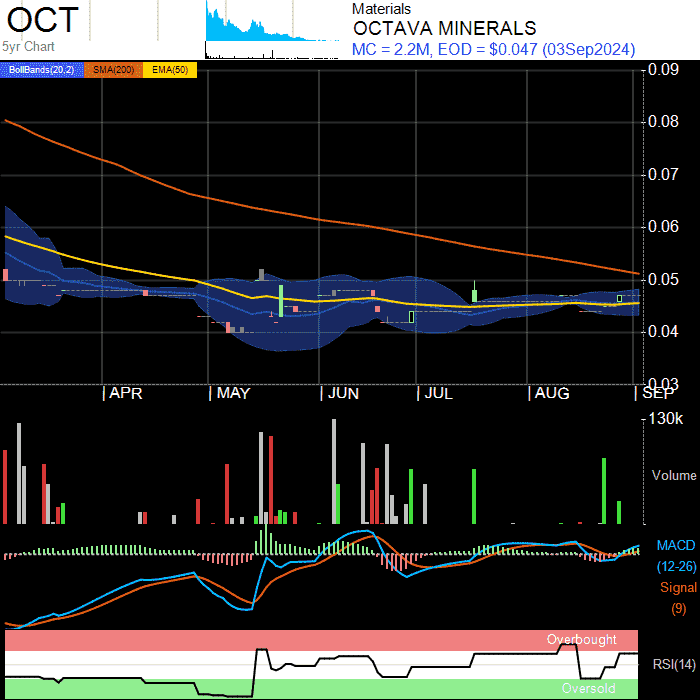 OCT
5yr Chart
Materials
OCTAVA MINERALS
MC = 2.2M, EOD = $0.047 (03Sep2024)
BollBands(20,2) SMA(200) EMA(50)
0.09
0.08
0.07
0.06
0.05
0.04
0.03
APR MAY JUN JUL AUG SEP
130k
Volume
MACD
(12-26)
Signal
(9)
Overbought
RSI(14)
Oversold